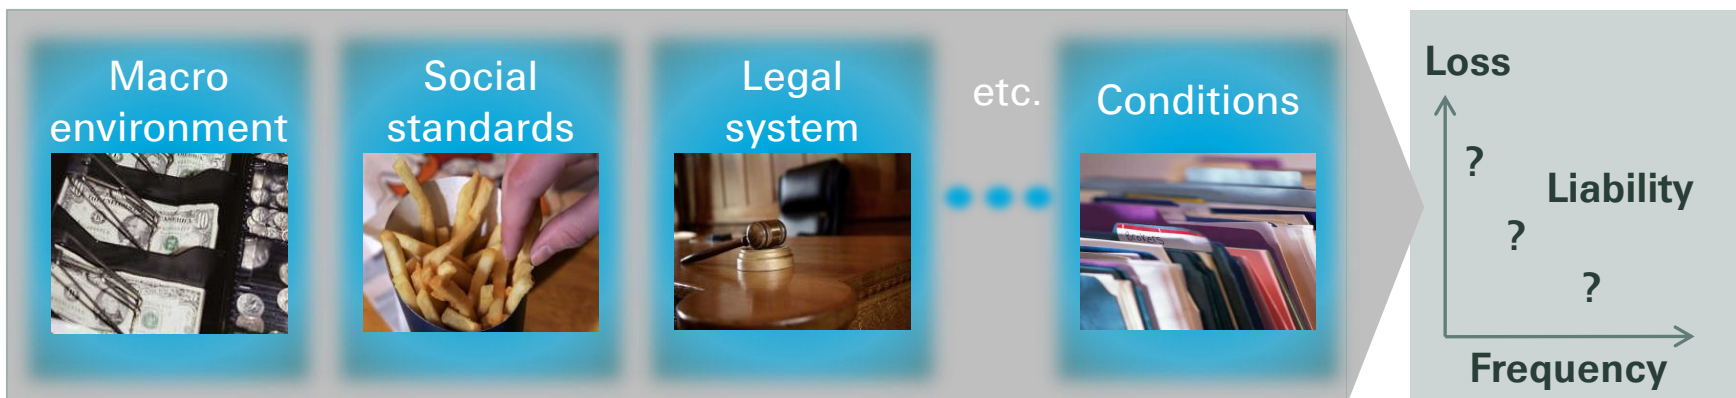 Macro
environment
Social
standards
Legal
system
etc.
Conditions
Loss
?
Liability
?
?
Frequency